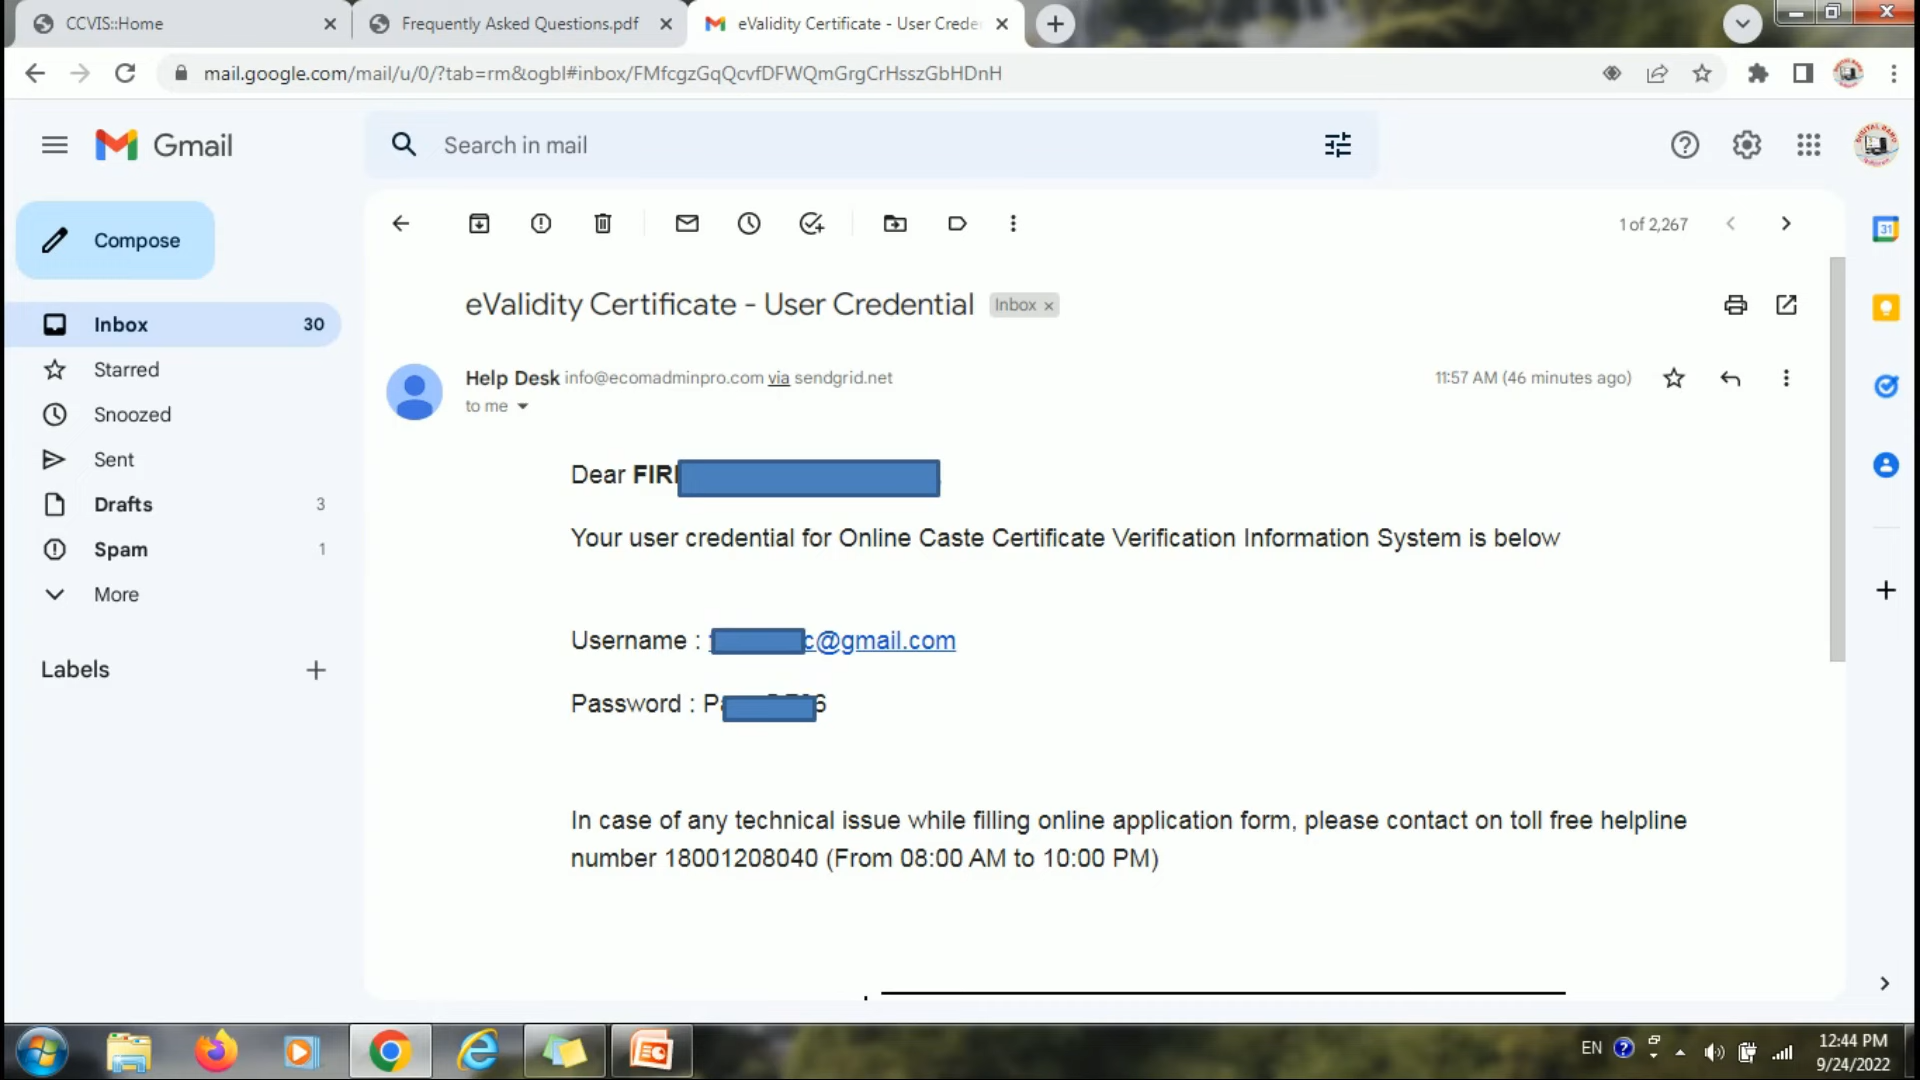 CCVIS::Home
Frequently Asked Questions.pdf
eValidity Certificate - User Crede
mail.google.com/mail/u/0/?tab=rm&ogbl#inbox/FMfcgzGqQcvfDFWQmGrgCrHsszGbHDnH
Gmail
Search in mail
Compose
1 of 2,267
eValidity Certificate - User Credential
Inbox ×
Inbox 30
Starred
Snoozed
Sent
Drafts 3
Spam 1
More
Labels
Help Desk info@ecomadminpro.com via sendgrid.net
11:57 AM (46 minutes ago)
to me
Dear
Your user credential for Online Caste Certificate Verification Information System is below
Username : c@gmail.com
Password :
In case of any technical issue while filling online application form, please contact on toll free helpline
number 18001208040 (From 08:00 AM to 10:00 PM)
31
EN
12:44 PM
9/24/2022